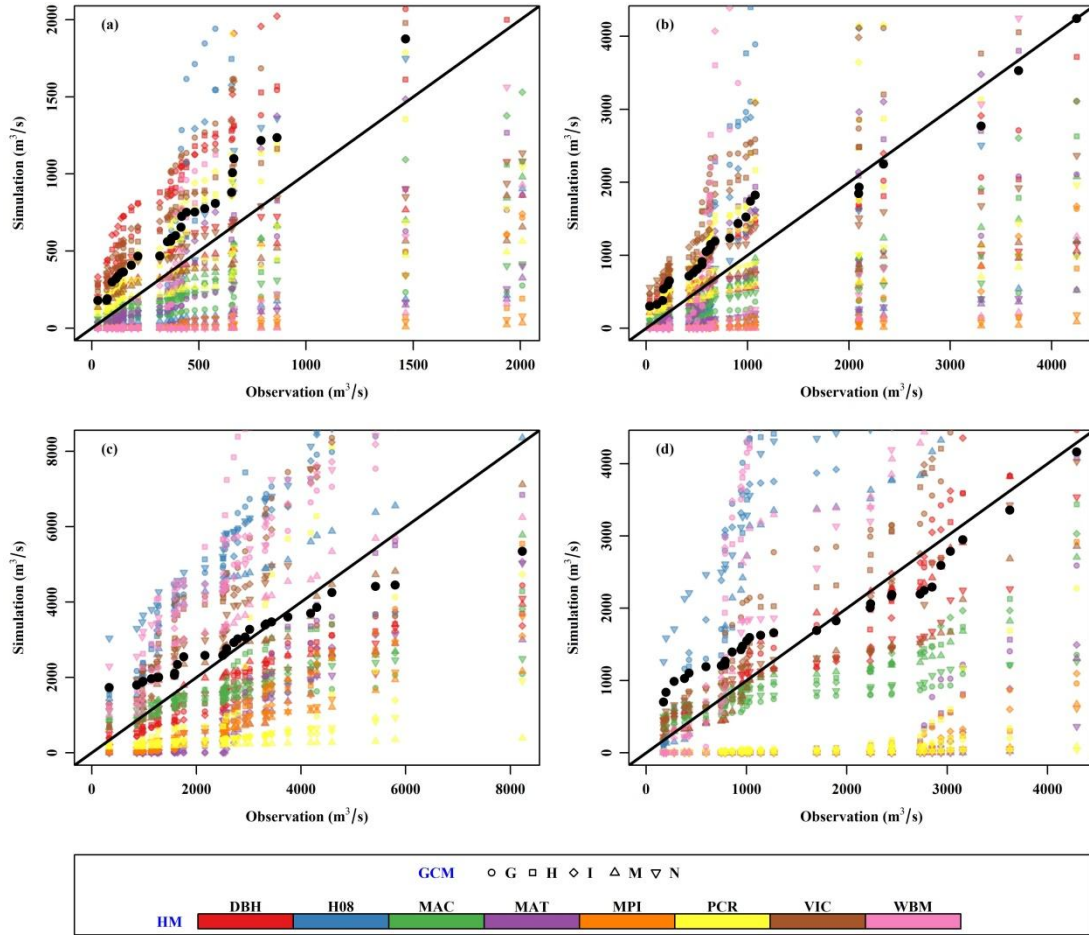 (a)
2000
1500
1000
500
0
Simulation (m³/s)
0 500 1000 1500 2000
Observation (m³/s)
(b)
4000
3000
2000
1000
0
Simulation (m³/s)
0 1000 2000 3000 4000
Observation (m³/s)
(c)
8000
6000
4000
2000
0
Simulation (m³/s)
0 2000 4000 6000 8000
Observation (m³/s)
(d)
4000
3000
2000
1000
0
Simulation (m³/s)
0 1000 2000 3000 4000
Observation (m³/s)
GCM G H I M N
DBH H08 MAC MAT MPI PCR VIC WBM
HM